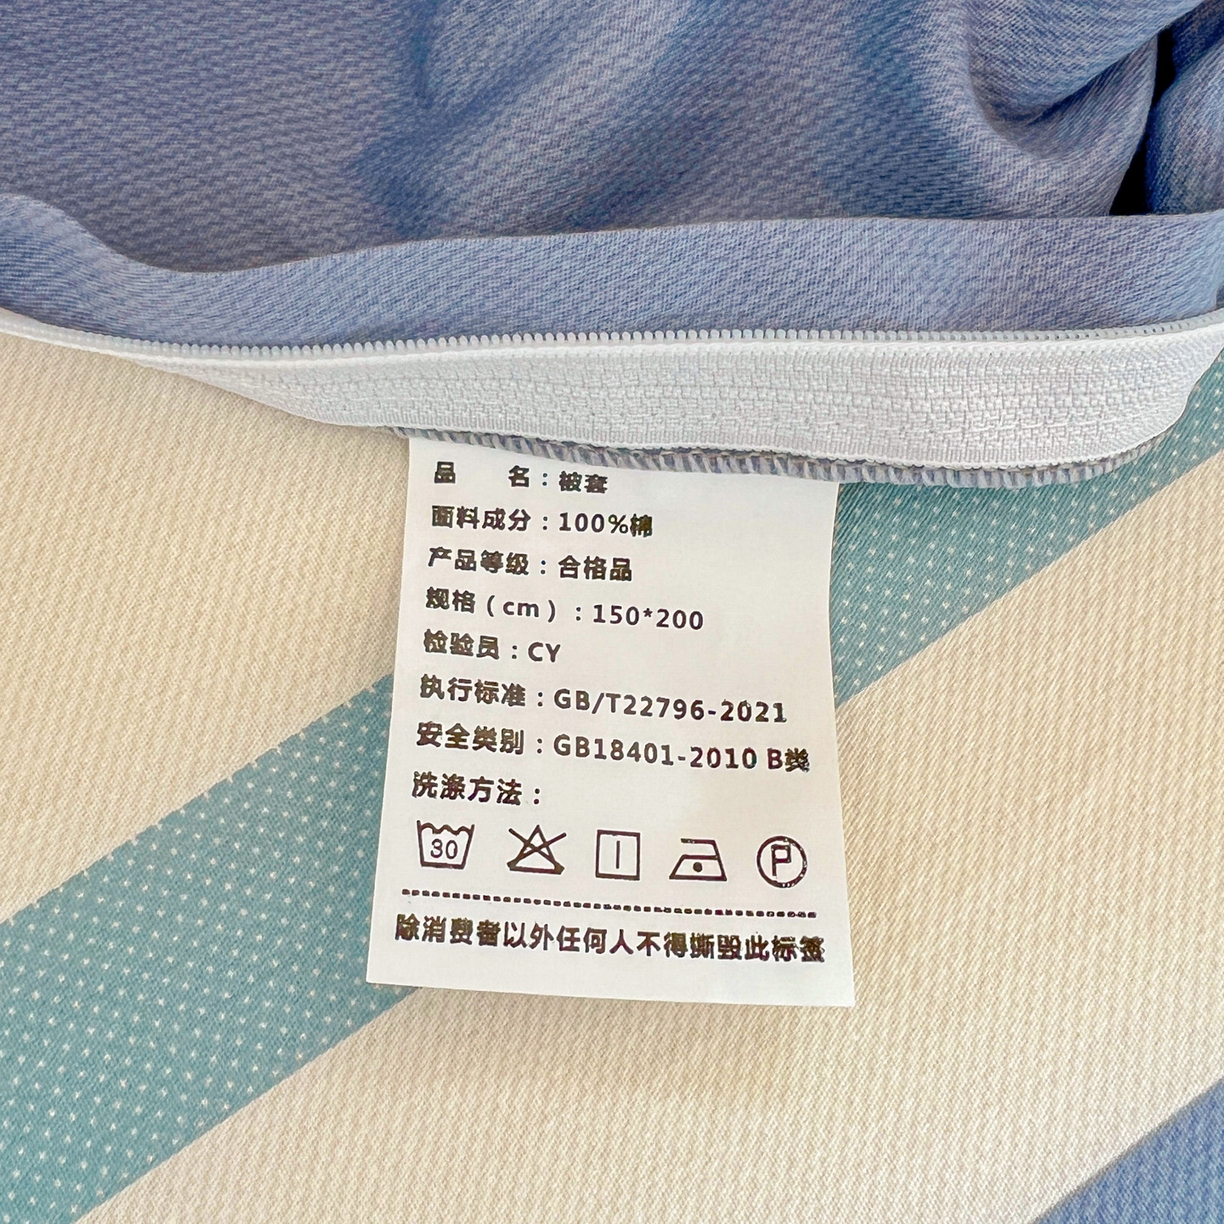 品 名：被套
面料成分：100%棉
产品等级：合格品
规格（cm）：150*200
检验员：CY
执行标准：GB/T22796-2021
安全类别：GB18401-2010 B类
洗涤方法：
30 P
除消费者以外任何人不得撕毁此标签